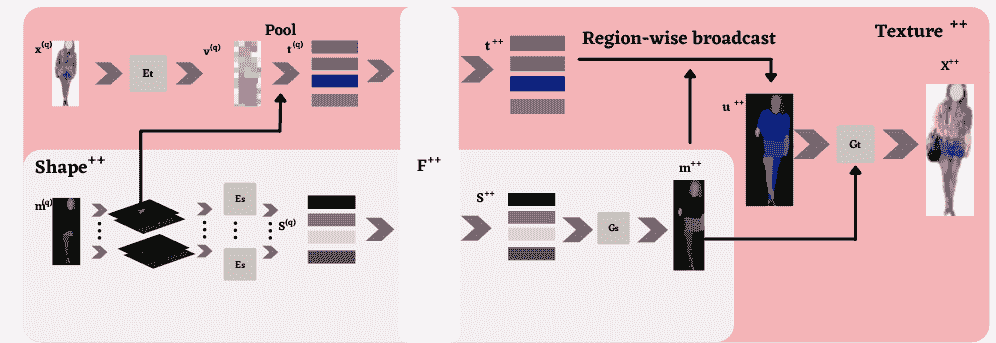 Pool
Region-wise broadcast
Texture ++
x(q)
Et
v(q)
t(q)
t ++
X++
u ++
Gt
Shape++
F++
m(q)
Es
Es
S(q)
S++
Gs
m++